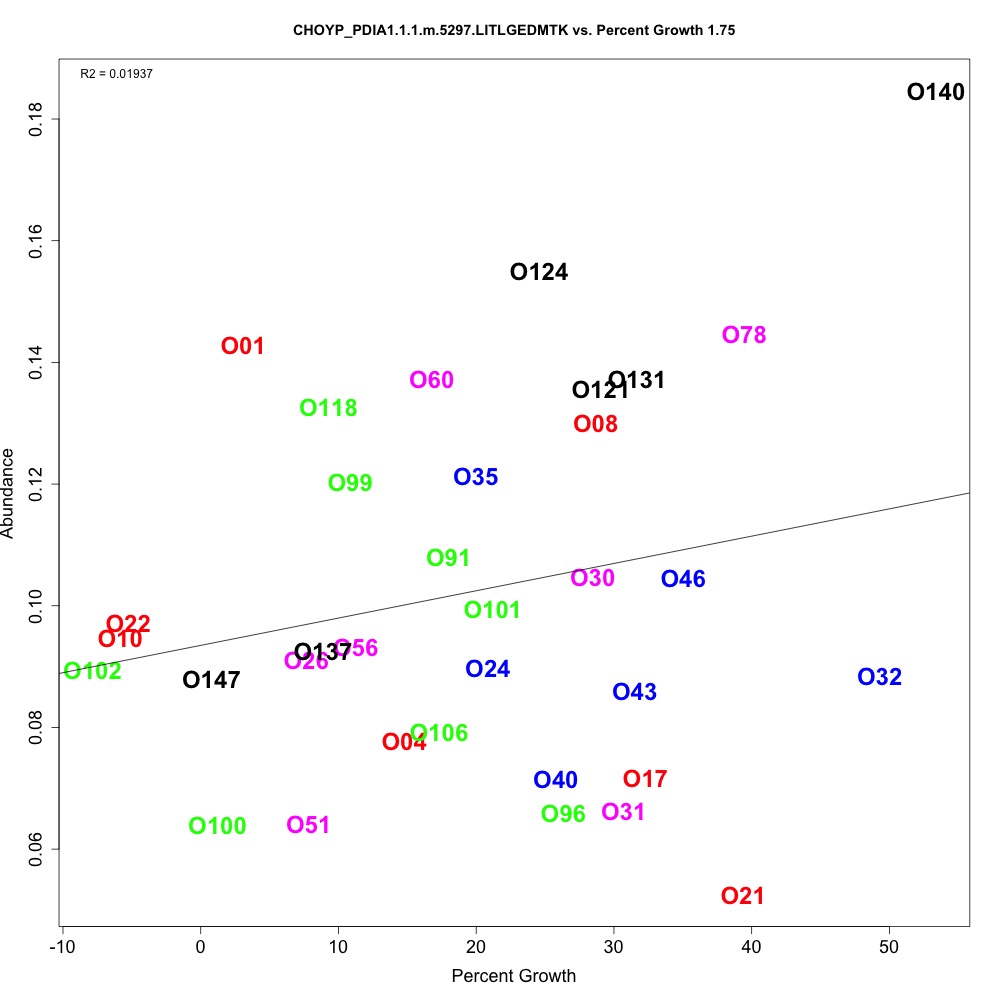 CHOYP_PDIA1.1.1.m.5297.LITLGEDMTK vs. Percent Growth 1.75
R2 = 0.01937
O140
0.18
0.16
O124
O78
O01
0.14
O60
O131
O121
O118
O08
O35
O99
0.12
Abundance
O91
O30
O46
O101
0.10
O22
O10
O56
O137
O26
O102
O24
O147
O32
O43
O106
0.08
O04
O40
O17
O31
O96
O100
O51
0.06
O21
-10 0 10 20 30 40 50
Percent Growth